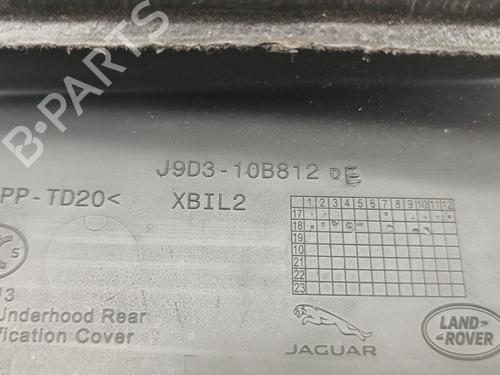 B-Parts
J9D3-10B812 DE
PP-TD20<
XBIL2
1 2 3 4 5 6 7 8 9 10 11 12
17
18
19
10
21
22
23
5
13
Underhood Rear
fication Cover
JAGUAR
LAND-
ROVER